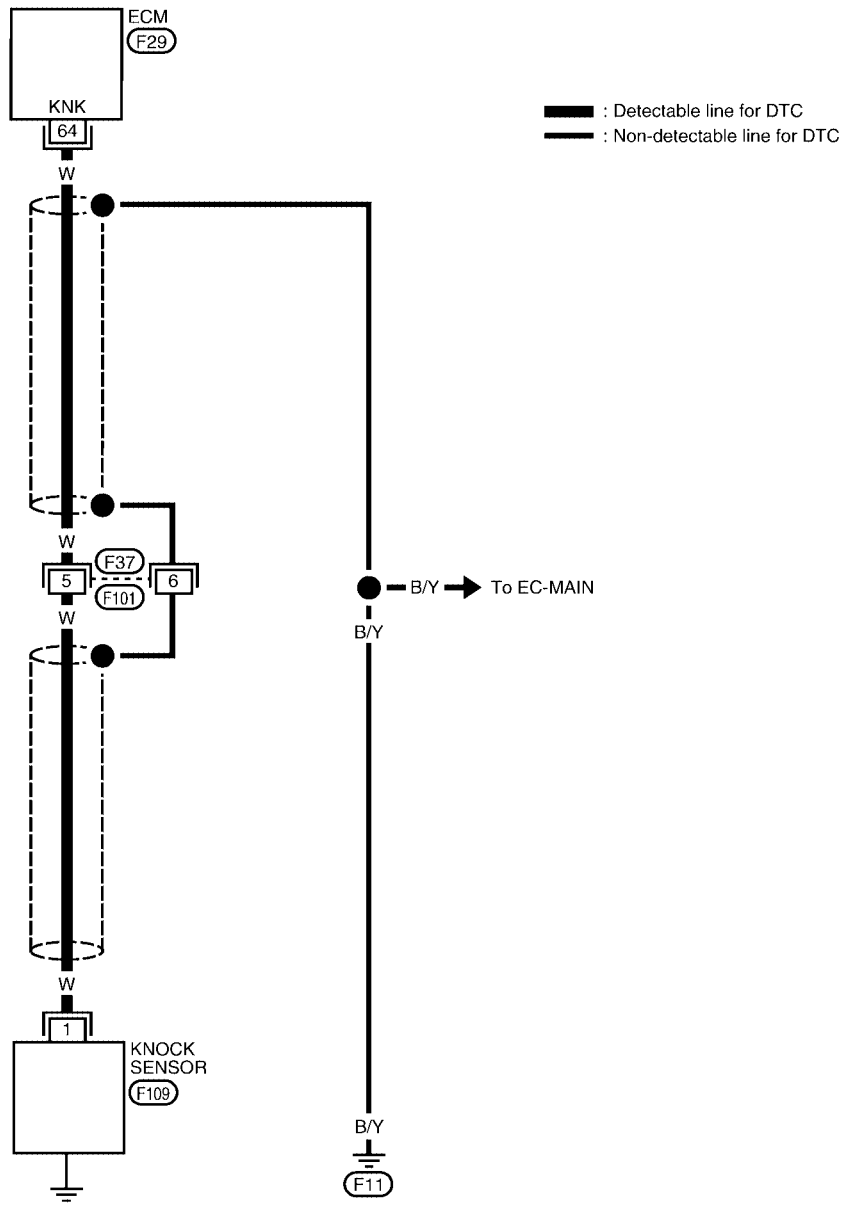 ECM
F29
KNK
64
: Detectable line for DTC
: Non-detectable line for DTC
W
W
F37
5
6
F101
W
B/Y
To EC-MAIN
B/Y
W
1
KNOCK
SENSOR
F109
B/Y
F11